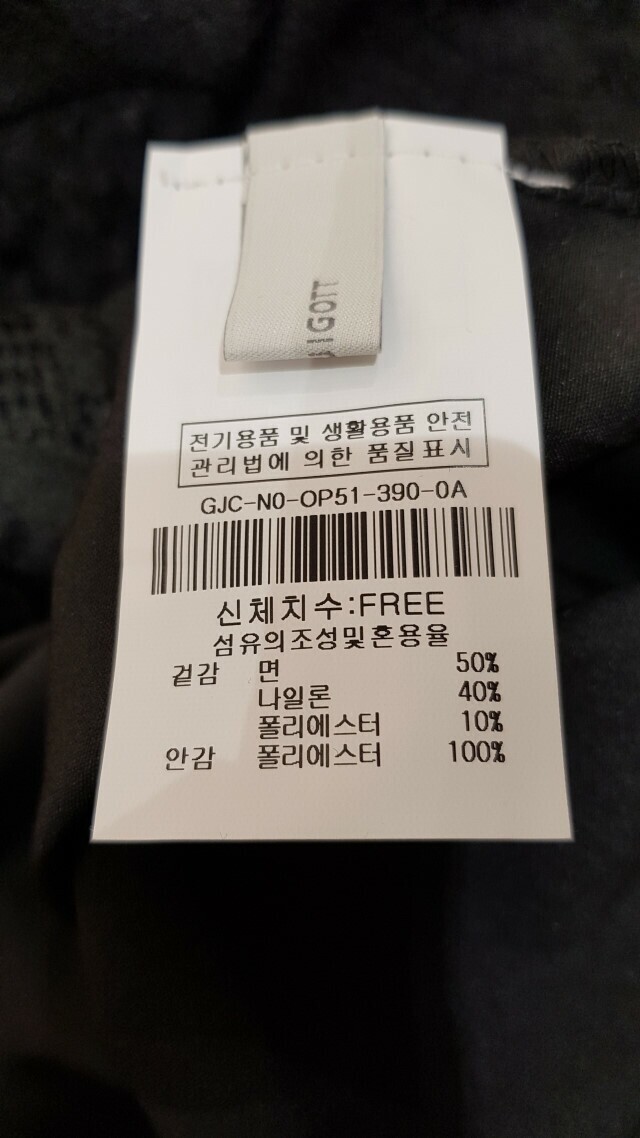 GOTT
전기용품 및 생활용품 안전
관리법에 의한 품질표시
GJC-N0-OP51-390-0A
신체치수:FREE
섬유의조성및혼용율
겉감 면 50%
나일론 40%
폴리에스터 10%
안감 폴리에스터 100%